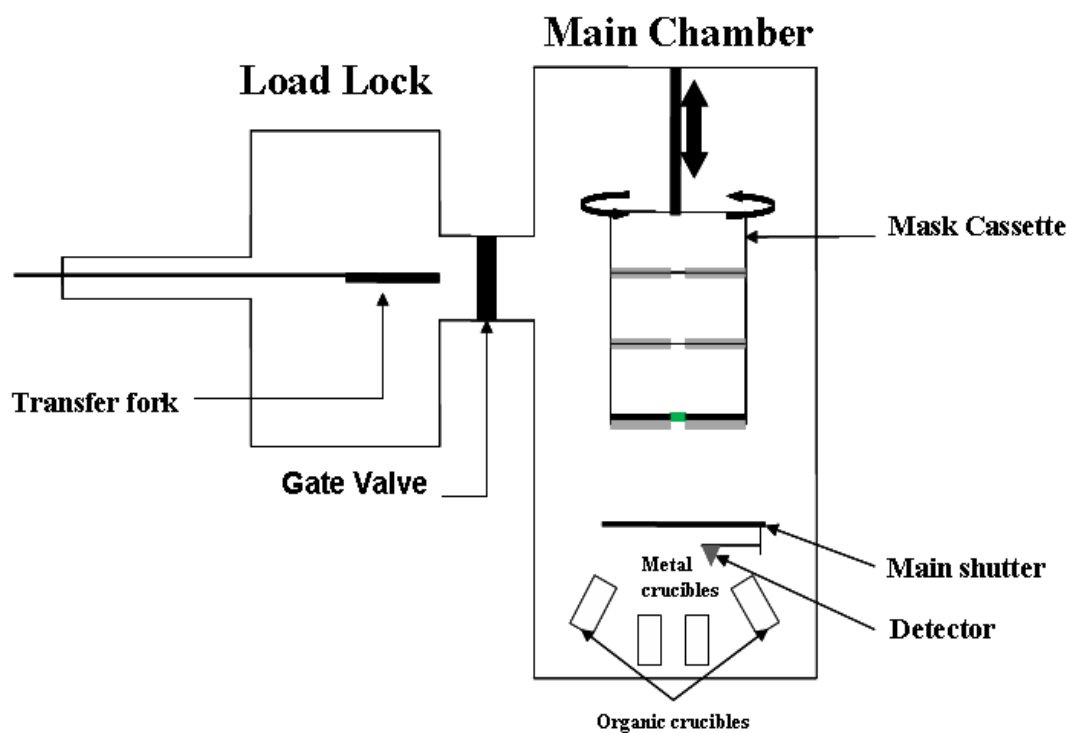 Main Chamber
Load Lock
Mask Cassette
Transfer fork
Gate Valve
Metal
crucibles
Main shutter
Detector
Organic crucibles